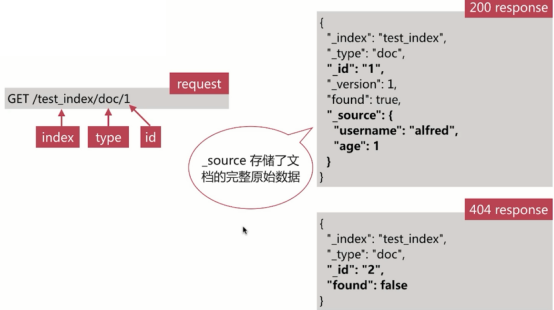 request
GET /test_index/doc/1
index
type
id
_source 存储了文
档的完整原始数据
200 response
{
"_index": "test_index",
"_type": "doc",
"_id": "1",
"_version": 1,
"found": true,
"_source": {
"username": "alfred",
"age": 1
}
}
404 response
{
"_index": "test_index",
"_type": "doc",
"_id": "2",
"found": false
}